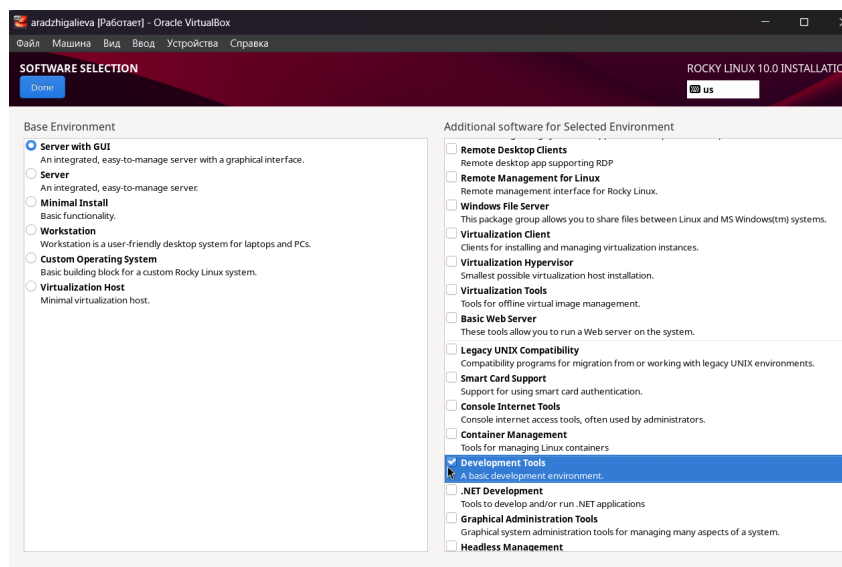 aradzhigalieva [Работает] - Oracle VirtualBox
Файл Машина Вид Ввод Устройства Справка
SOFTWARE SELECTION
Done
ROCKY LINUX 10.0 INSTALLATIO
us
Base Environment
Server with GUI
An integrated, easy-to-manage server with a graphical interface.
Server
An integrated, easy-to-manage server.
Minimal Install
Basic functionality.
Workstation
Workstation is a user-friendly desktop system for laptops and PCs.
Custom Operating System
Basic building block for a custom Rocky Linux system.
Virtualization Host
Minimal virtualization host.
Additional software for Selected Environment
Remote Desktop Clients
Remote desktop app supporting RDP
Remote Management for Linux
Remote management interface for Rocky Linux.
Windows File Server
This package group allows you to share files between Linux and MS Windows(tm) systems.
Virtualization Client
Clients for installing and managing virtualization instances.
Virtualization Hypervisor
Smallest possible virtualization host installation.
Virtualization Tools
Tools for offline virtual image management.
Basic Web Server
These tools allow you to run a Web server on the system.
Legacy UNIX Compatibility
Compatibility programs for migration from or working with legacy UNIX environments.
Smart Card Support
Support for using smart card authentication.
Console Internet Tools
Console internet access tools, often used by administrators.
Container Management
Tools for managing Linux containers
Development Tools
A basic development environment.
.NET Development
Tools to develop and/or run .NET applications
Graphical Administration Tools
Graphical system administration tools for managing many aspects of a system.
Headless Management